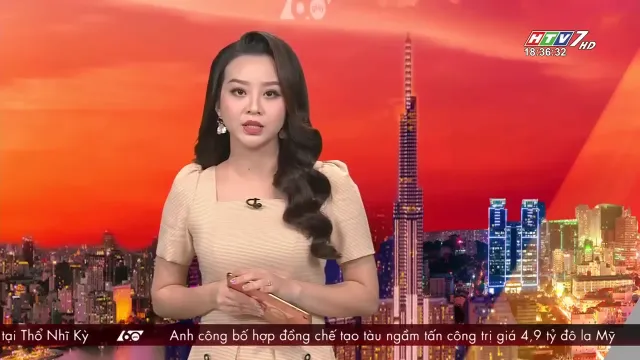 HTV7 HD
18:36:32
tại Thổ Nhĩ Kỳ 60 Anh công bố hợp đồng chế tạo tàu ngầm tấn công trị giá 4,9 tỷ đô la Mỹ